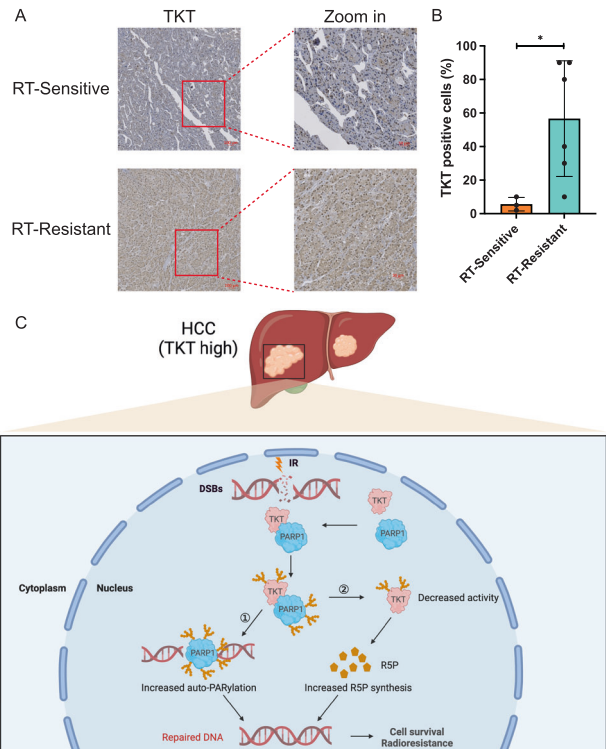 A
TKT
Zoom in
RT-Sensitive
RT-Resistant
B
TKT positive cells (%)
100
80
60
40
20
0
*
RT-Sensitive
RT-Resistant
C
HCC
(TKT high)
IR
DSBs
TKT
TKT
PARP1
PARP1
Cytoplasm
Nucleus
TKT
PARP1
②
TKT
Decreased activity
①
PARP1
R5P
Increased auto-PARylation
Increased R5P synthesis
Repaired DNA
Cell survival
Radioresistance